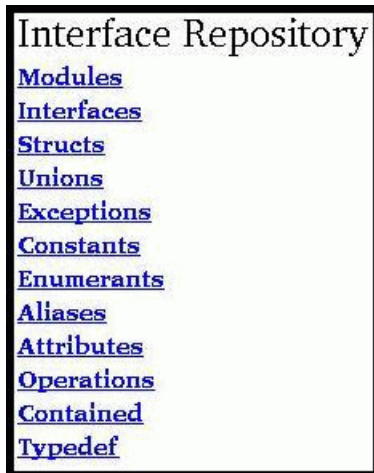 Interface Repository
Modules
Interfaces
Structs
Unions
Exceptions
Constants
Enumerants
Aliases
Attributes
Operations
Contained
Typedef